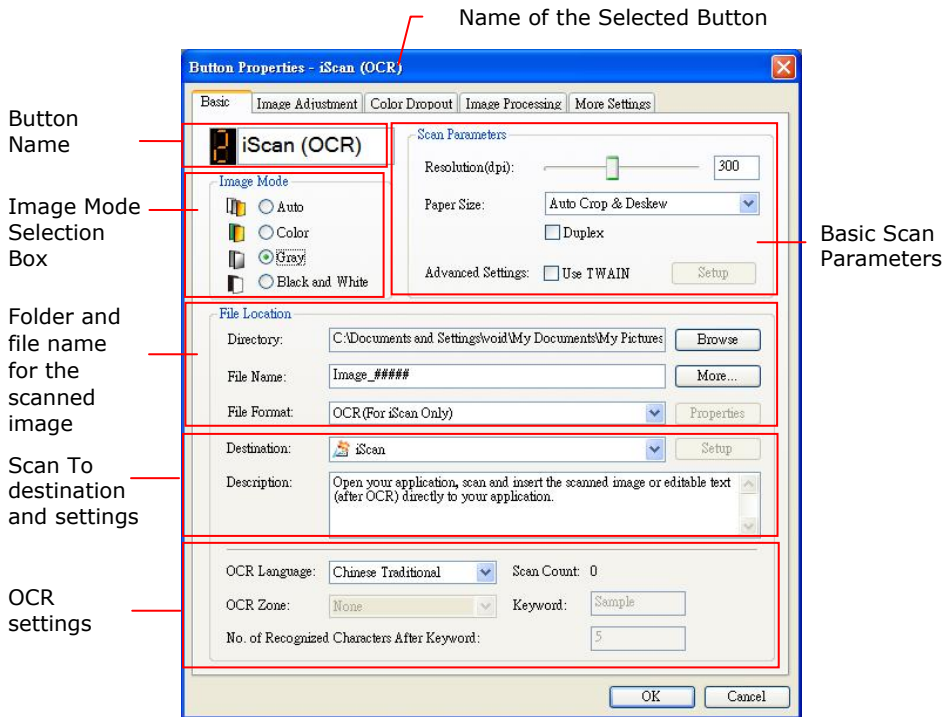 Name of the Selected Button
Button Properties - iScan (OCR)
Basic Image Adjustment Color Dropout Image Processing More Settings
Button
Name
2 iScan (OCR)
Image Mode
Selection
Box
Image Mode
Auto
Color
Gray
Black and White
Scan Parameters
Resolution(dpi): 300
Paper Size: Auto Crop & Deskew
Duplex
Advanced Settings: Use TWAIN Setup
Basic Scan
Parameters
Folder and
file name
for the
scanned
image
File Location
Directory: C:\Documents and Settings\void\My Documents\My Pictures Browse
File Name: Image_##### More...
File Format: OCR(For iScan Only) Properties
Scan To
destination
and settings
Destination: iScan Setup
Description: Open your application, scan and insert the scanned image or editable text
(after OCR) directly to your application.
OCR
settings
OCR Language: Chinese Traditional Scan Count: 0
OCR Zone: None Keyword: Sample
No. of Recognized Characters After Keyword: 5
OK Cancel